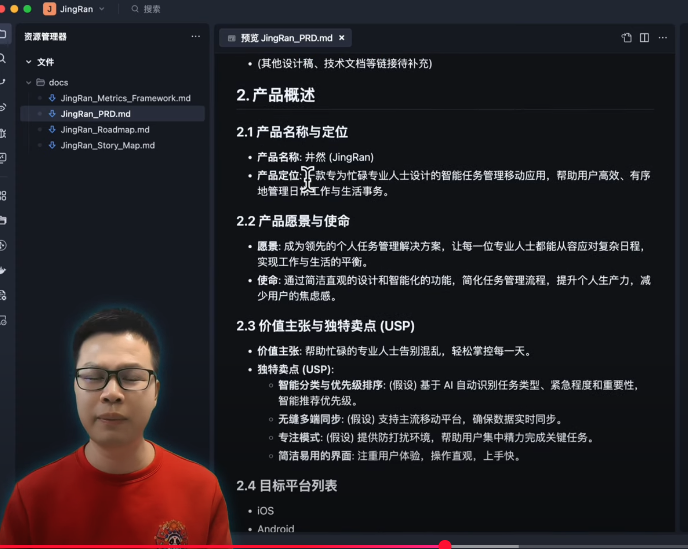 J JingRan
搜索
资源管理器
文件
docs
JingRan_Metrics_Framework.md
JingRan_PRD.md
JingRan_Roadmap.md
JingRan_Story_Map.md
预览 JingRan_PRD.md
• (其他设计稿、技术文档等链接待补充)
2. 产品概述
2.1 产品名称与定位
• 产品名称: 井然 (JingRan)
• 产品定位: 款专为忙碌专业人士设计的智能任务管理移动应用，帮助用户高效、有序
地管理日常工作与生活事务。
2.2 产品愿景与使命
• 愿景: 成为领先的个人任务管理解决方案，让每一位专业人士都能从容应对复杂日程，
实现工作与生活的平衡。
• 使命: 通过简洁直观的设计和智能化的功能，简化任务管理流程，提升个人生产力，减
少用户的焦虑感。
2.3 价值主张与独特卖点 (USP)
• 价值主张: 帮助忙碌的专业人士告别混乱，轻松掌控每一天。
• 独特卖点 (USP):
◦ 智能分类与优先级排序: (假设) 基于 AI 自动识别任务类型、紧急程度和重要性，
智能推荐优先级。
◦ 无缝多端同步: (假设) 支持主流移动平台，确保数据实时同步。
◦ 专注模式: (假设) 提供防打扰环境，帮助用户集中精力完成关键任务。
◦ 简洁易用的界面: 注重用户体验，操作直观，上手快。
2.4 目标平台列表
• iOS
• Android